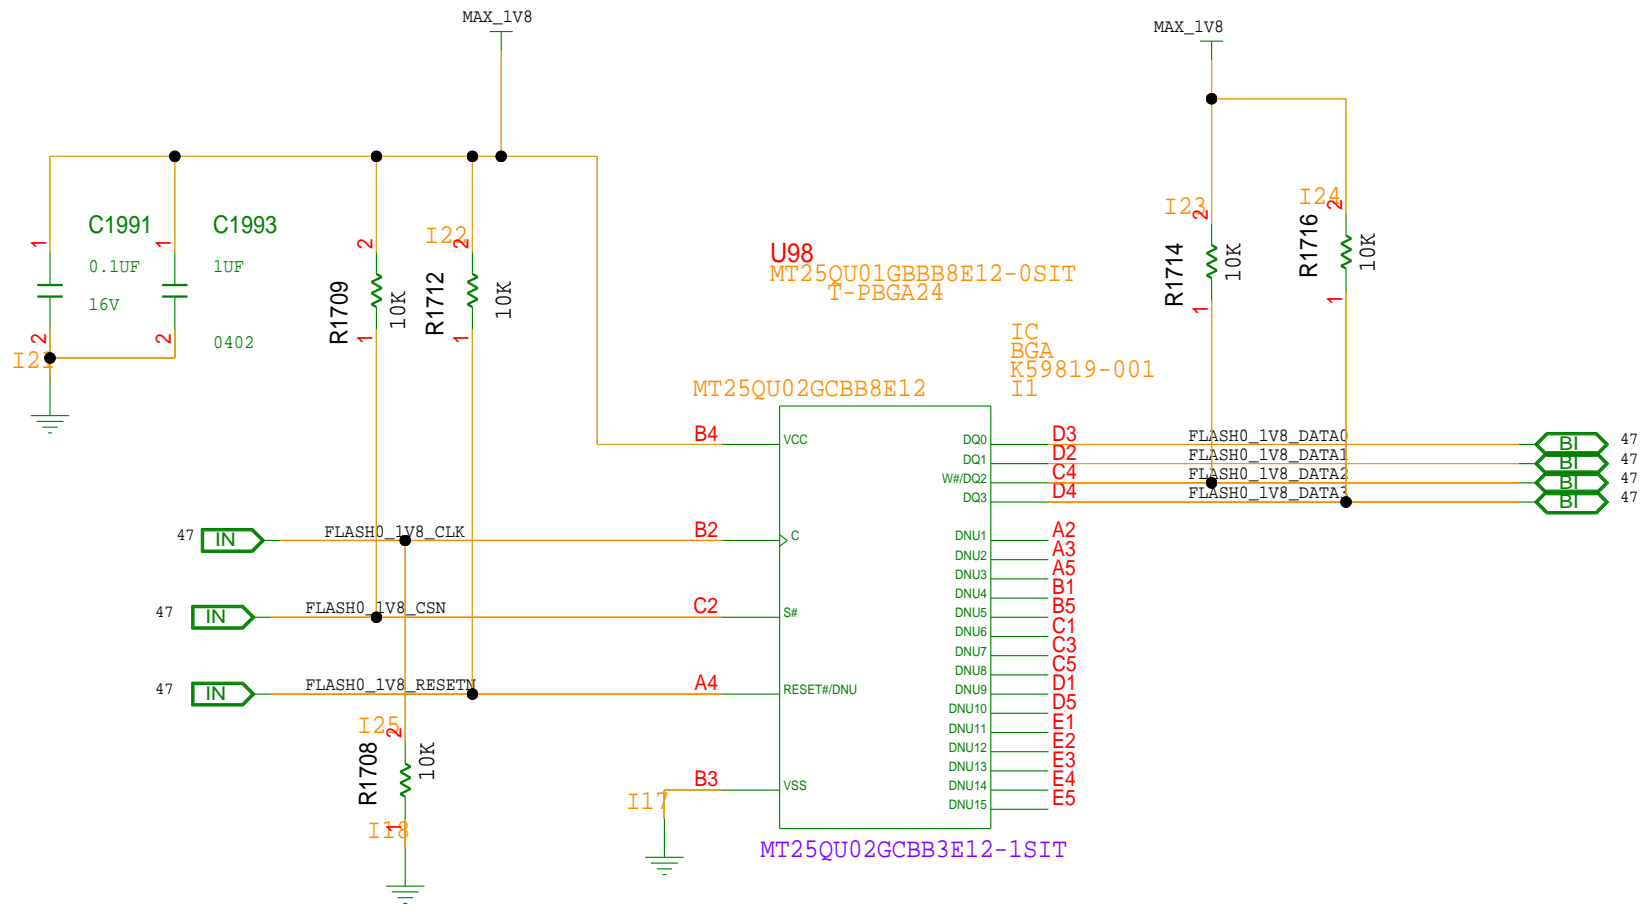 MAX_1V8
MAX_1V8
C1991
0.1UF
16V
1
2
I21
C1993
1UF
0402
1
2
2
R1709
10K
1
I22
2
R1712
10K
1
U98
MT25QU01GBBB8E12-0SIT
T-PBGA24
IC
BGA
K59819-001
I1
I23
2
R1714
10K
1
I24
2
R1716
10K
1
MT25QU02GCBB8E12
B4 VCC
DQ0 D3 FLASH0_1V8_DATA0 BI 47
DQ1 D2 FLASH0_1V8_DATA1 BI 47
W#/DQ2 C4 FLASH0_1V8_DATA2 BI 47
DQ3 D4 FLASH0_1V8_DATA3 BI 47
47 IN FLASH0_1V8_CLK B2 C
47 IN FLASH0_1V8_CSN C2 S#
47 IN FLASH0_1V8_RESETN A4 RESET#/DNU
DNU1 A2
DNU2 A3
DNU3 A5
DNU4 B1
DNU5 B5
DNU6 C1
DNU7 C3
DNU8 C5
DNU9 D1
DNU10 D5
DNU11 E1
DNU12 E2
DNU13 E3
DNU14 E4
DNU15 E5
I25
2
R1708
10K
1
I18
I17
B3 VSS
MT25QU02GCBB3E12-1SIT